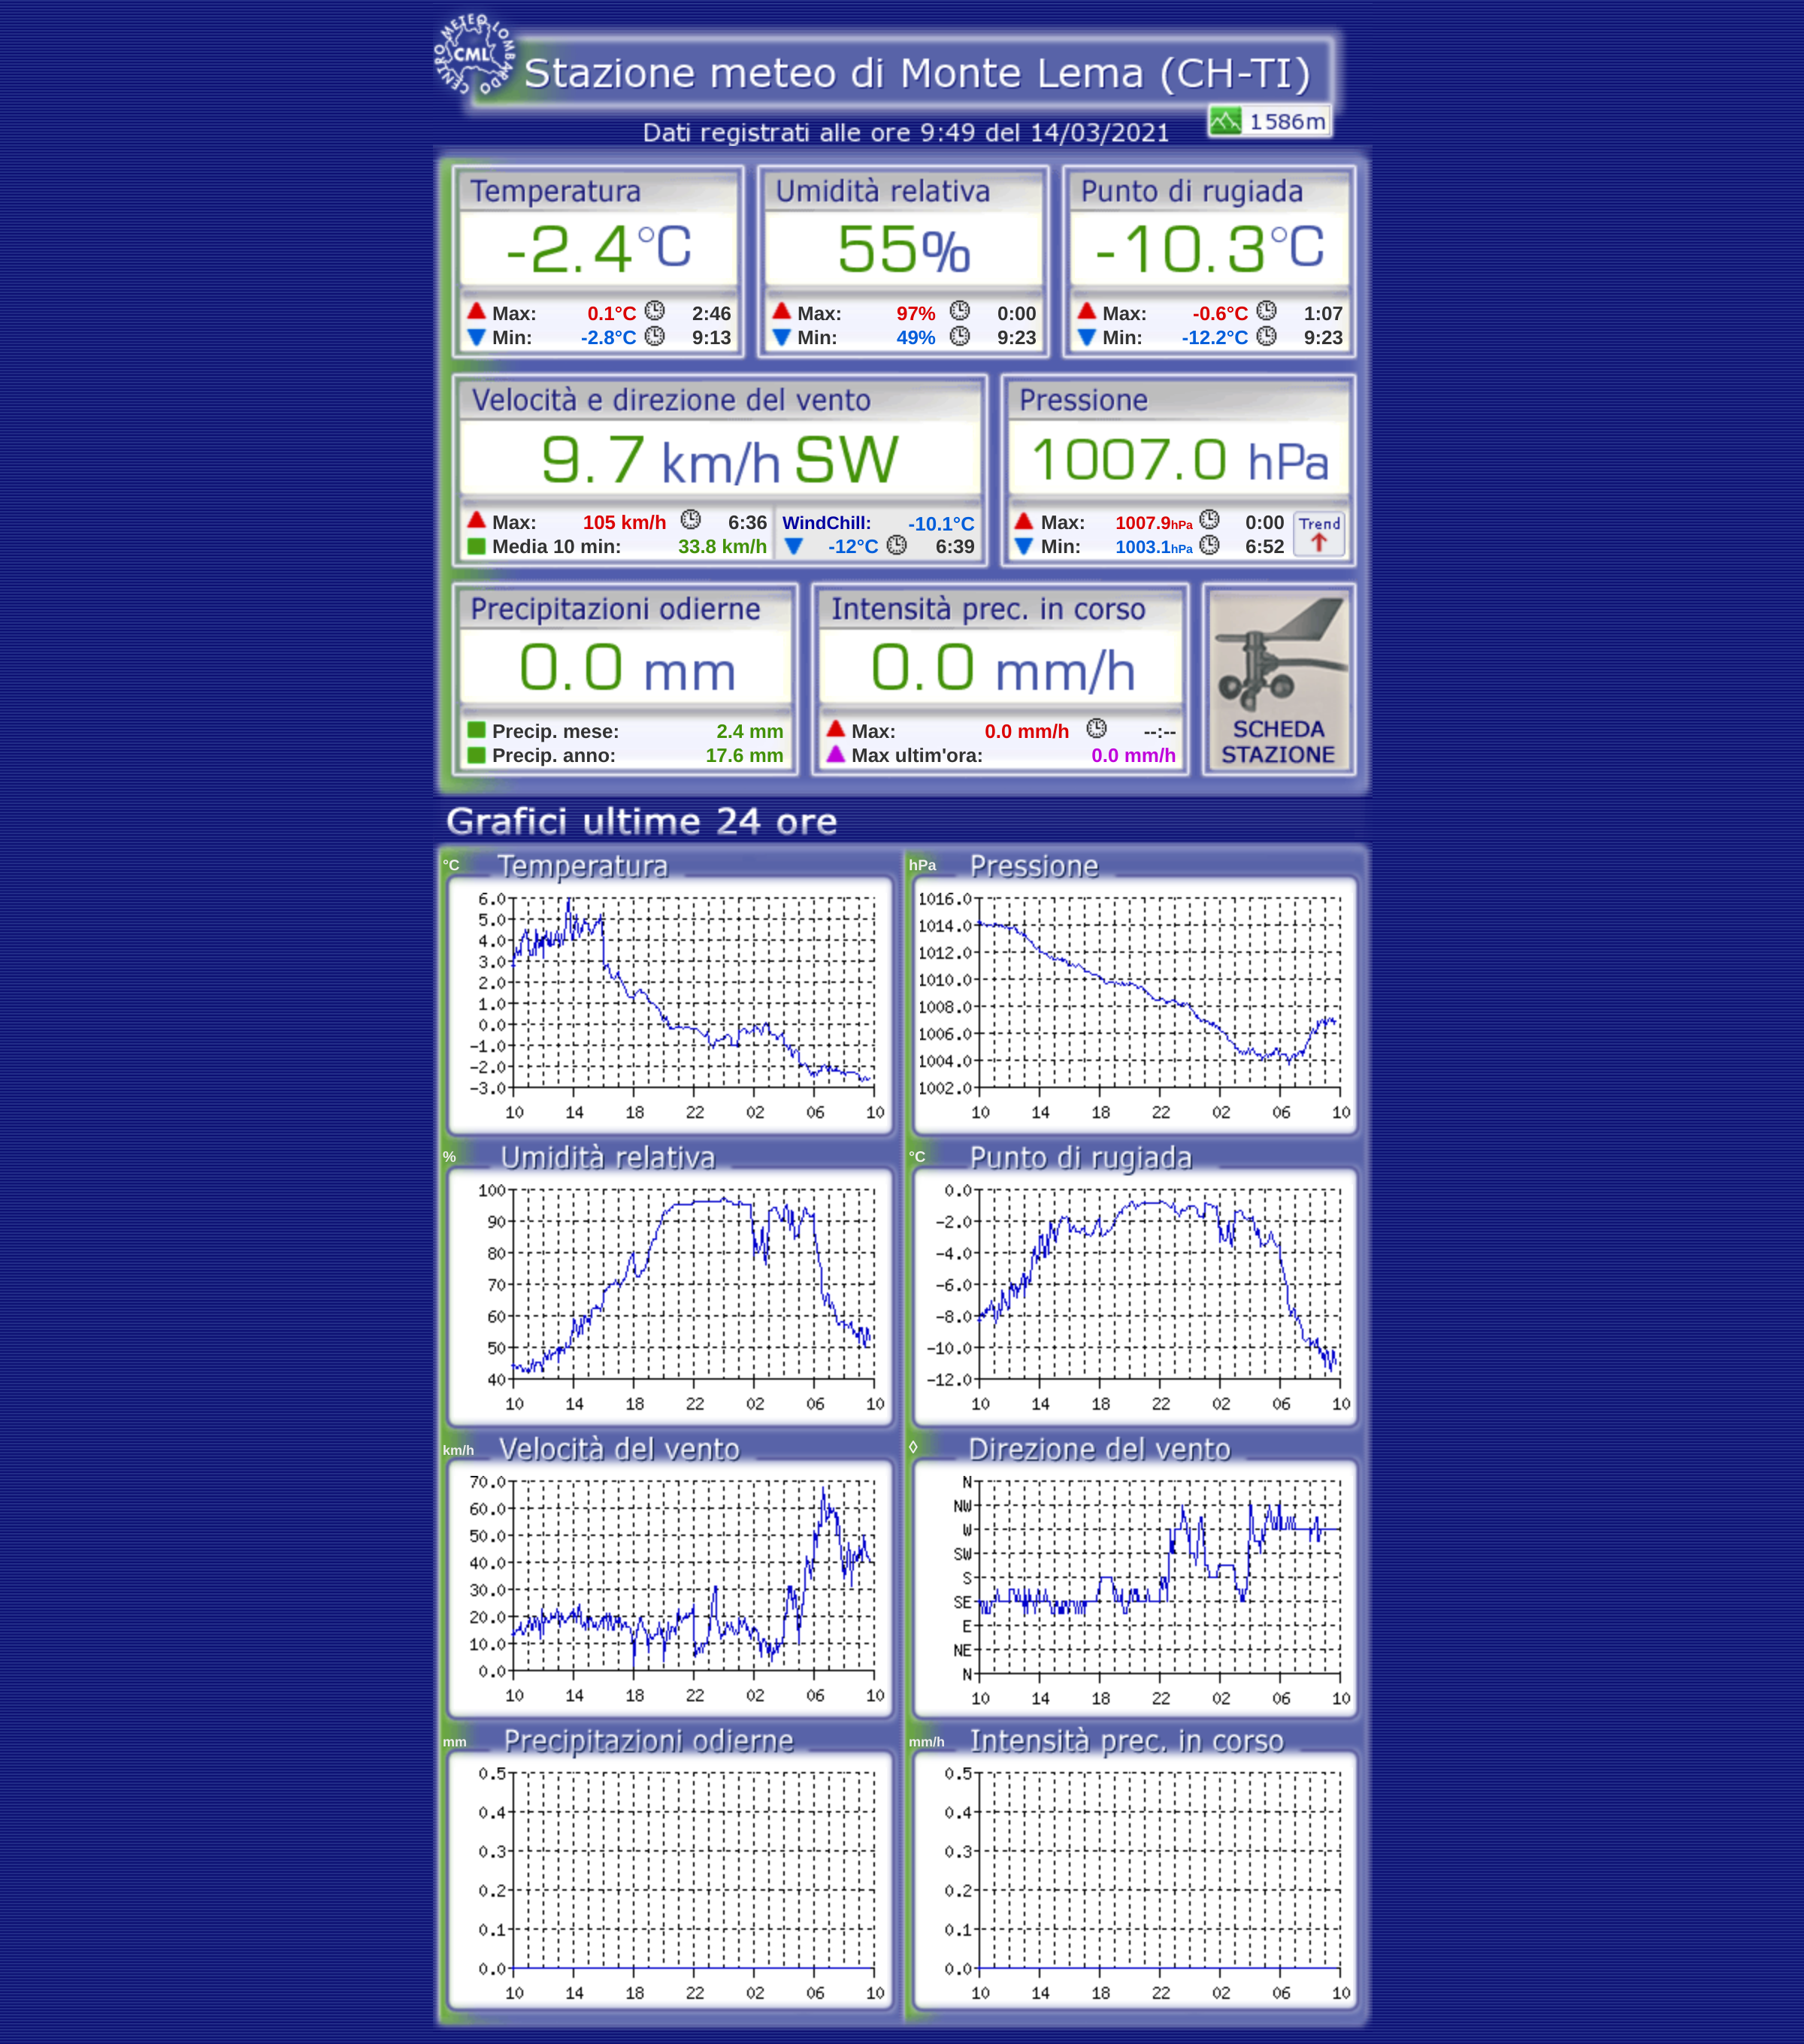 CENTRO METEO LOMBARDO
CML
Stazione meteo di Monte Lema (CH-TI)
1586m
Dati registrati alle ore 9:49 del 14/03/2021
Temperatura
-2.4°C
Max: 0.1°C 2:46
Min: -2.8°C 9:13
Umidità relativa
55%
Max: 97% 0:00
Min: 49% 9:23
Punto di rugiada
-10.3°C
Max: -0.6°C 1:07
Min: -12.2°C 9:23
Velocità e direzione del vento
9.7 km/h SW
Max: 105 km/h 6:36
Media 10 min: 33.8 km/h
WindChill: -10.1°C
-12°C 6:39
Pressione
1007.0 hPa
Max: 1007.9hPa 0:00
Min: 1003.1hPa 6:52
Trend
Precipitazioni odierne
0.0 mm
Precip. mese: 2.4 mm
Precip. anno: 17.6 mm
Intensità prec. in corso
0.0 mm/h
Max: 0.0 mm/h --:--
Max ultim'ora: 0.0 mm/h
SCHEDA
STAZIONE
Grafici ultime 24 ore
°C Temperatura
6.0
5.0
4.0
3.0
2.0
1.0
0.0
-1.0
-2.0
-3.0
10 14 18 22 02 06 10
hPa Pressione
1016.0
1014.0
1012.0
1010.0
1008.0
1006.0
1004.0
1002.0
10 14 18 22 02 06 10
% Umidità relativa
100
90
80
70
60
50
40
10 14 18 22 02 06 10
°C Punto di rugiada
0.0
-2.0
-4.0
-6.0
-8.0
-10.0
-12.0
10 14 18 22 02 06 10
km/h Velocità del vento
70.0
60.0
50.0
40.0
30.0
20.0
10.0
0.0
10 14 18 22 02 06 10
◊ Direzione del vento
N
NW
W
SW
S
SE
E
NE
N
10 14 18 22 02 06 10
mm Precipitazioni odierne
0.5
0.4
0.3
0.2
0.1
0.0
10 14 18 22 02 06 10
mm/h Intensità prec. in corso
0.5
0.4
0.3
0.2
0.1
0.0
10 14 18 22 02 06 10